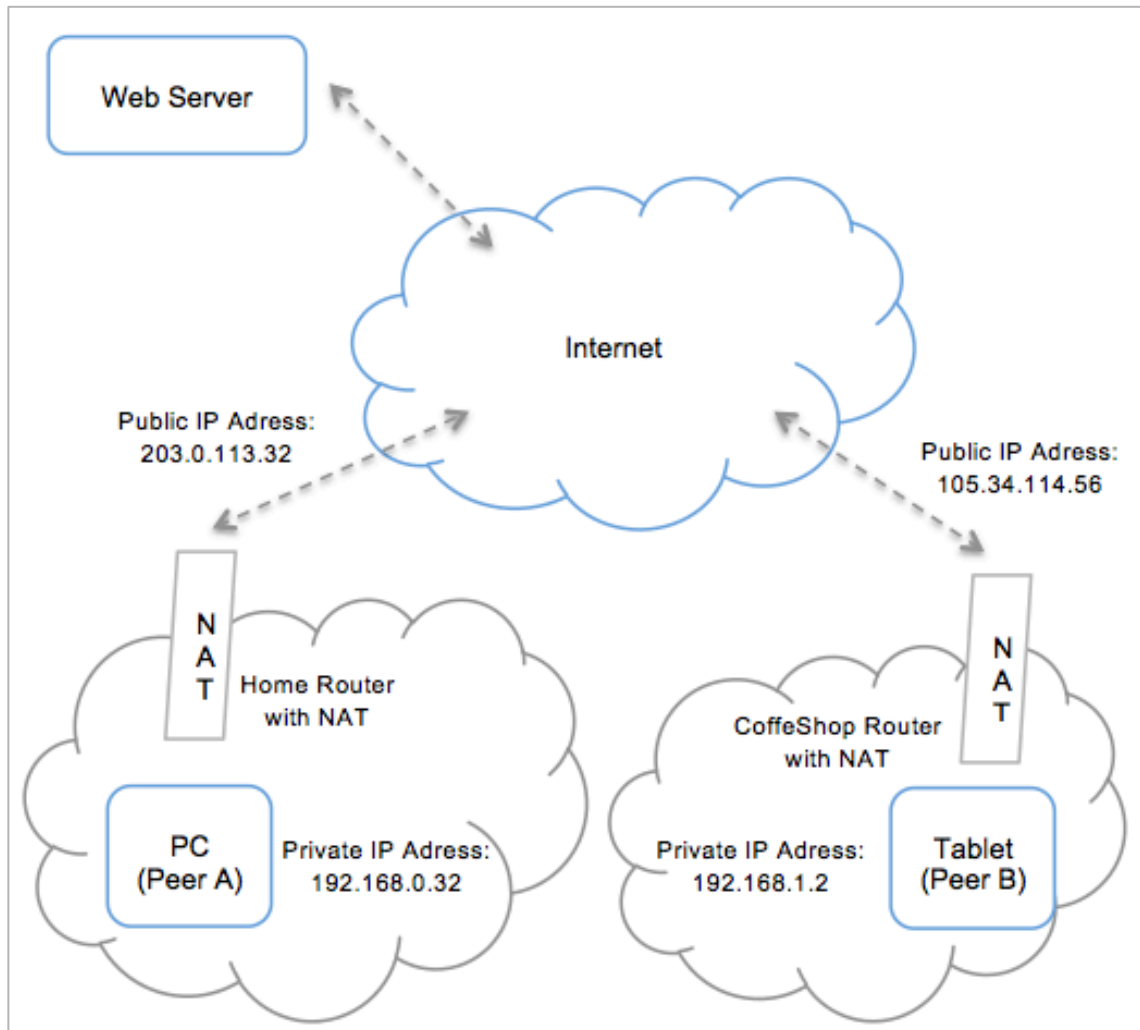 Web Server
Internet
Public IP Adress:
203.0.113.32
Public IP Adress:
105.34.114.56
N
A
T
Home Router
with NAT
N
A
T
CoffeShop Router
with NAT
PC
(Peer A)
Private IP Adress:
192.168.0.32
Private IP Adress:
192.168.1.2
Tablet
(Peer B)